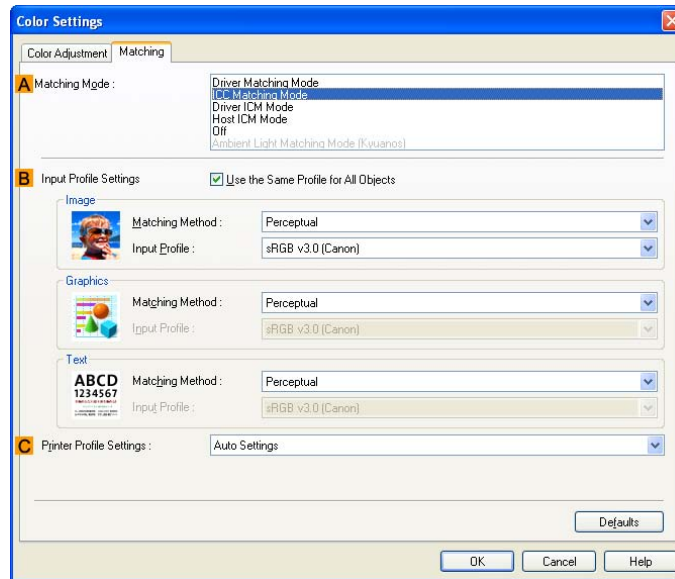 Color Settings
Color Adjustment Matching
A Matching Mode :
Driver Matching Mode
ICC Matching Mode
Driver ICM Mode
Host ICM Mode
Off
Ambient Light Matching Mode (Kyuanos)
B Input Profile Settings
Use the Same Profile for All Objects
Image
Matching Method : Perceptual
Input Profile : sRGB v3.0 (Canon)
Graphics
Matching Method : Perceptual
Input Profile : sRGB v3.0 (Canon)
Text
ABCD
1234567
Matching Method : Perceptual
Input Profile : sRGB v3.0 (Canon)
C Printer Profile Settings : Auto Settings
Defaults
OK Cancel Help